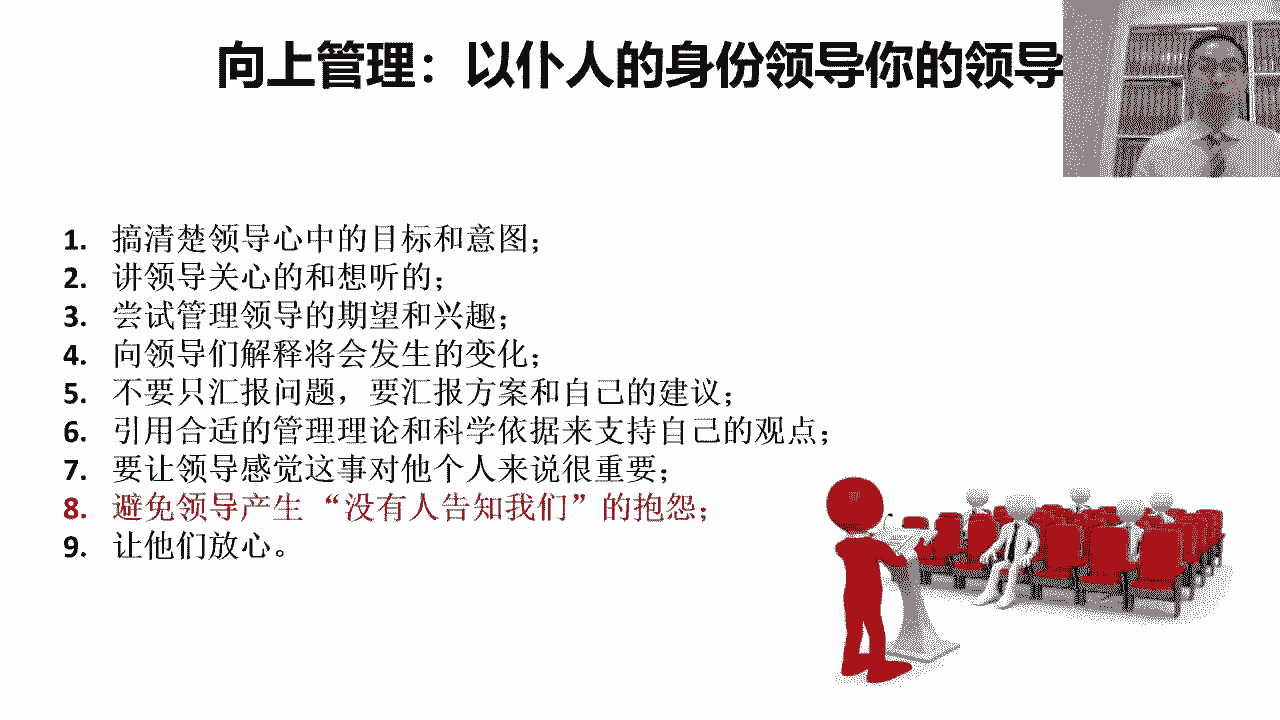 向上管理：以仆人的身份领导你的领导
1. 搞清楚领导心中的目标和意图；
2. 讲领导关心的和想听的；
3. 尝试管理领导的期望和兴趣；
4. 向领导们解释将会发生的变化；
5. 不要只汇报问题，要汇报方案和自己的建议；
6. 引用合适的管理理论和科学依据来支持自己的观点；
7. 要让领导感觉这事对他个人来说很重要；
8. 避免领导产生 “没有人告知我们”的抱怨；
9. 让他们放心。